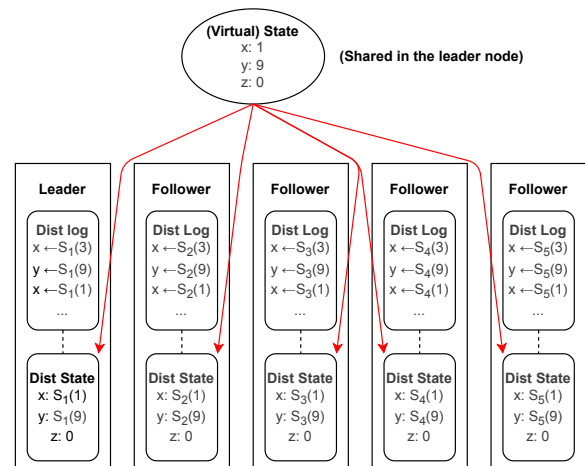 (Virtual) State
x: 1
y: 9
z: 0
(Shared in the leader node)
Leader
Dist log
x ←S₁(3)
y ←S₁(9)
x ←S₁(1)
...
Dist State
x: S₁(1)
y: S₁(9)
z: 0
Follower
Dist Log
x ←S₂(3)
y ←S₂(9)
x ←S₂(1)
...
Dist State
x: S₂(1)
y: S₂(9)
z: 0
Follower
Dist Log
x ←S₃(3)
y ←S₃(9)
x ←S₃(1)
...
Dist State
x: S₃(1)
y: S₃(9)
z: 0
Follower
Dist Log
x ←S₄(3)
y ←S₄(9)
x ←S₄(1)
...
Dist State
x: S₄(1)
y: S₄(9)
z: 0
Follower
Dist Log
x ←S₅(3)
y ←S₅(9)
x ←S₅(1)
...
Dist State
x: S₅(1)
y: S₅(9)
z: 0